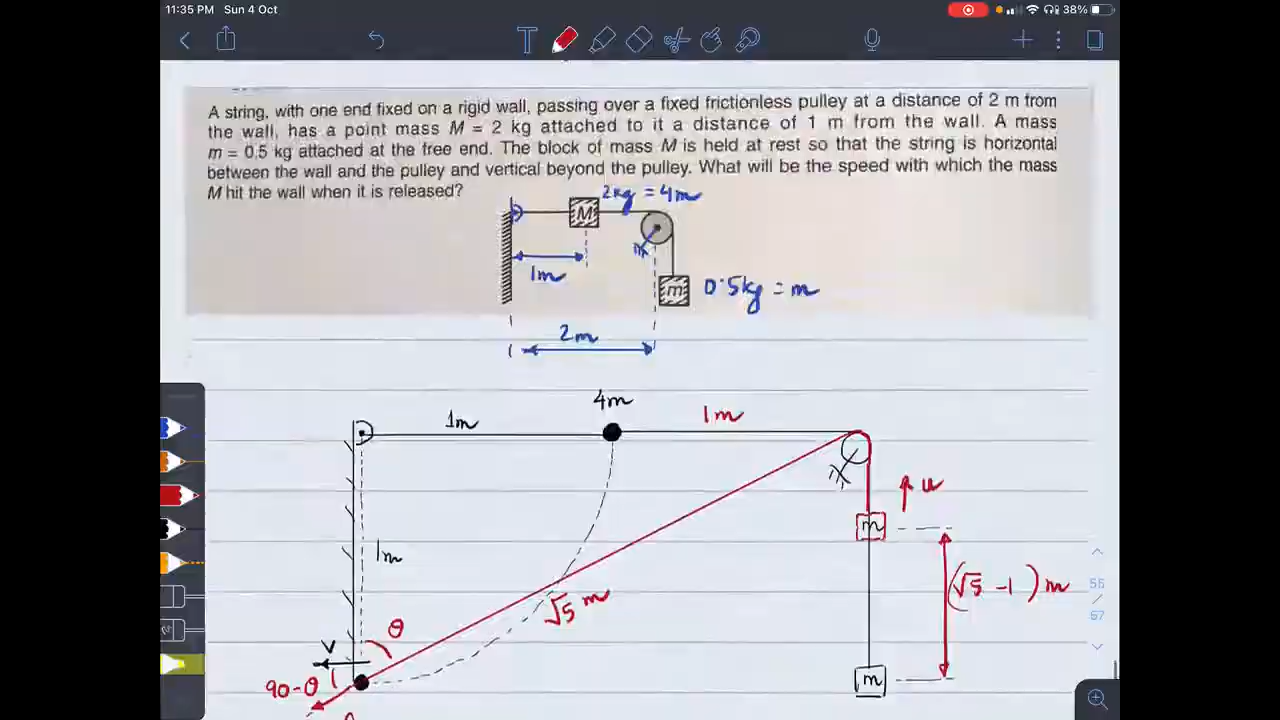 11:35 PM Sun 4 Oct
38%
A string, with one end fixed on a rigid wall, passing over a fixed frictionless pulley at a distance of 2 m from
the wall, has a point mass M = 2 kg attached to it a distance of 1 m from the wall. A mass
m = 0.5 kg attached at the free end. The block of mass M is held at rest so that the string is horizontal
between the wall and the pulley and vertical beyond the pulley. What will be the speed with which the mass
M hit the wall when it is released?
2kg = 4m
M
1m
m
0.5kg = m
2m
4m
1m
1m
u
m
1m
(√5 -1) m
√5 m
θ
v
90-θ
m
55
/
57